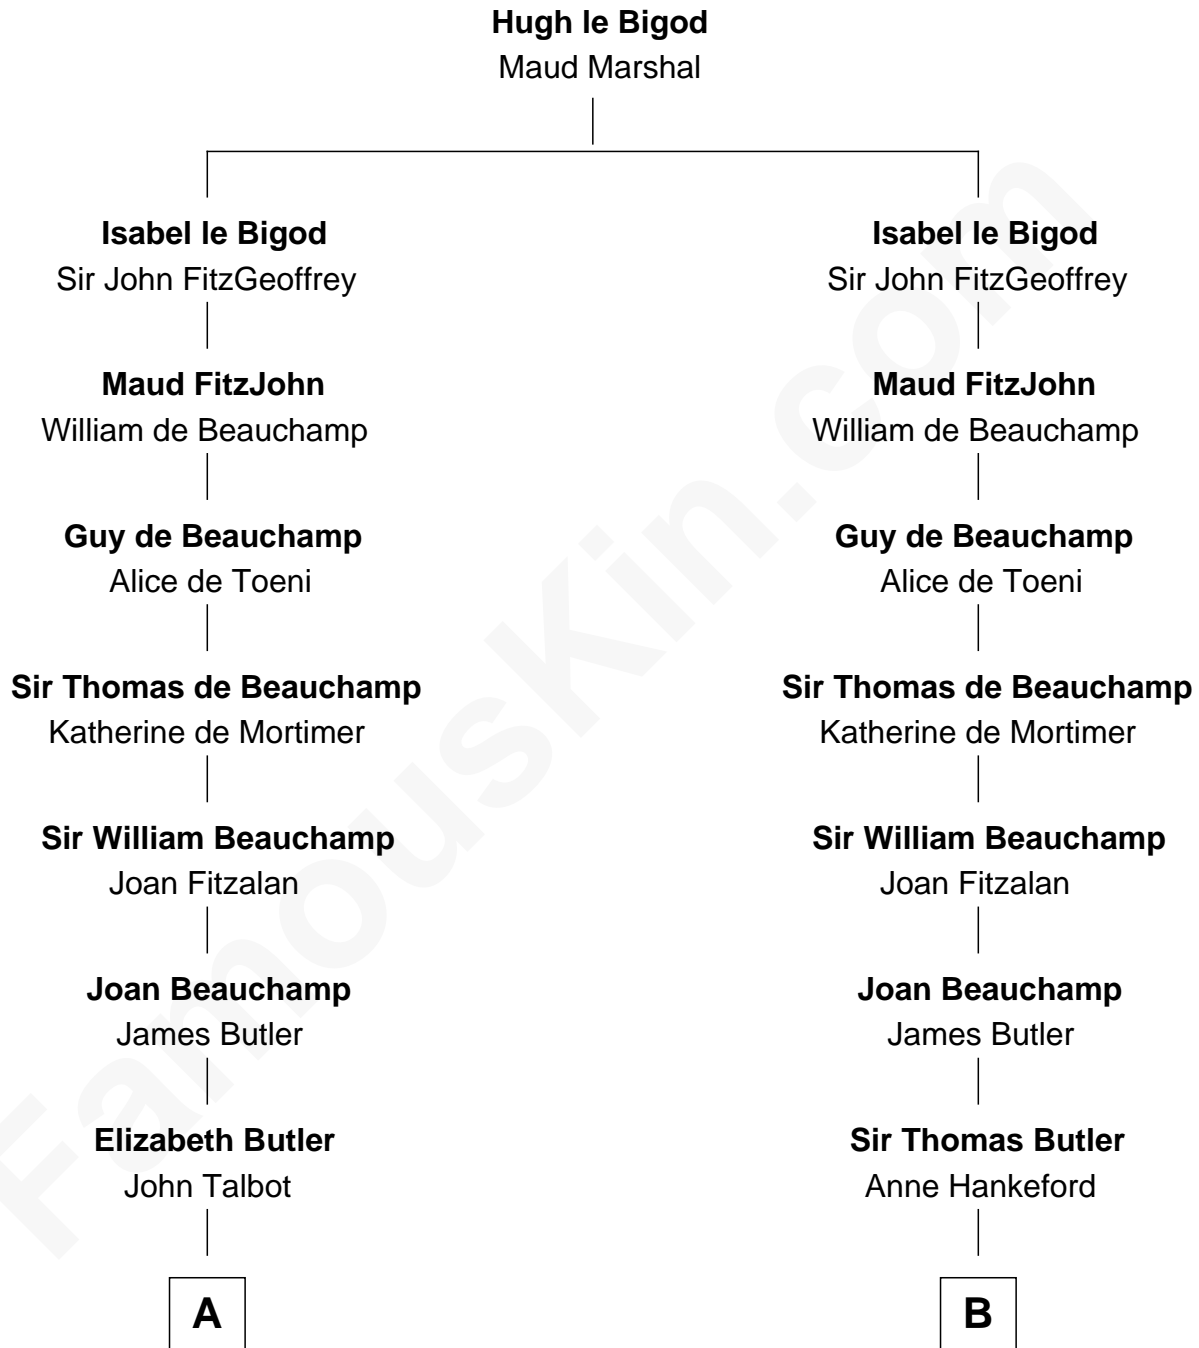 Hugh le Bigod
Maud Marshal
Isabel le Bigod
Sir John FitzGeoffrey
Maud FitzJohn
William de Beauchamp
Guy de Beauchamp
Alice de Toeni
Sir Thomas de Beauchamp
Katherine de Mortimer
Sir William Beauchamp
Joan Fitzalan
Joan Beauchamp
James Butler
Elizabeth Butler
John Talbot
A
Isabel le Bigod
Sir John FitzGeoffrey
Maud FitzJohn
William de Beauchamp
Guy de Beauchamp
Alice de Toeni
Sir Thomas de Beauchamp
Katherine de Mortimer
Sir William Beauchamp
Joan Fitzalan
Joan Beauchamp
James Butler
Sir Thomas Butler
Anne Hankeford
B
FamousKin.com